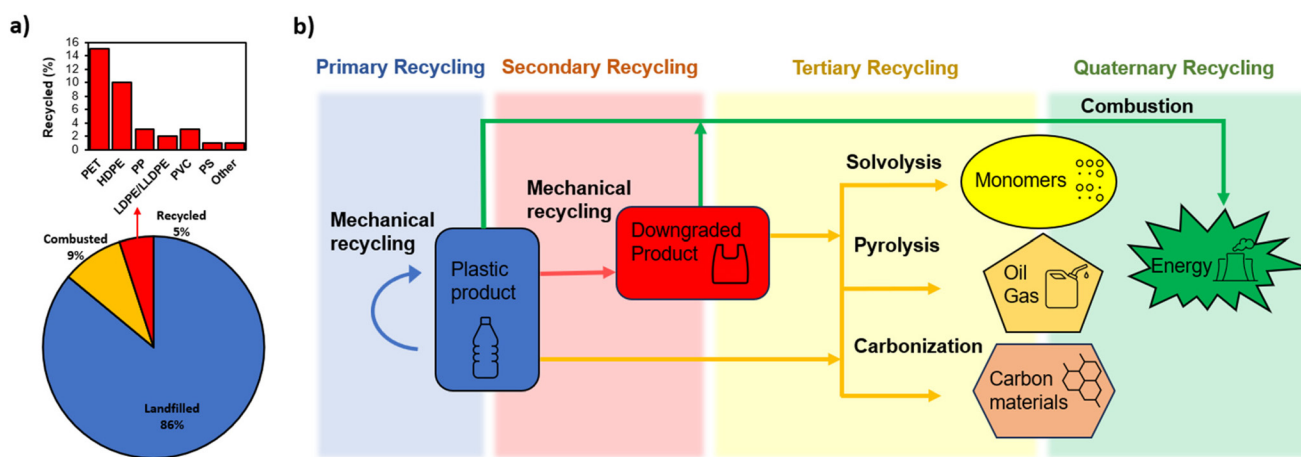 a)
16
14
12
10
8
6
4
2
0
Recycled (%)
PET
HDPE
PP
LDPE/LLDPE
PVC
PS
Other
Recycled
5%
Combusted
9%
Landfilled
86%
b)
Primary Recycling
Secondary Recycling
Tertiary Recycling
Quaternary Recycling
Combustion
Mechanical
recycling
Plastic
product
Mechanical
recycling
Downgraded
Product
Solvolysis
Monomers
Pyrolysis
Oil
Gas
Carbonization
Carbon
materials
Energy